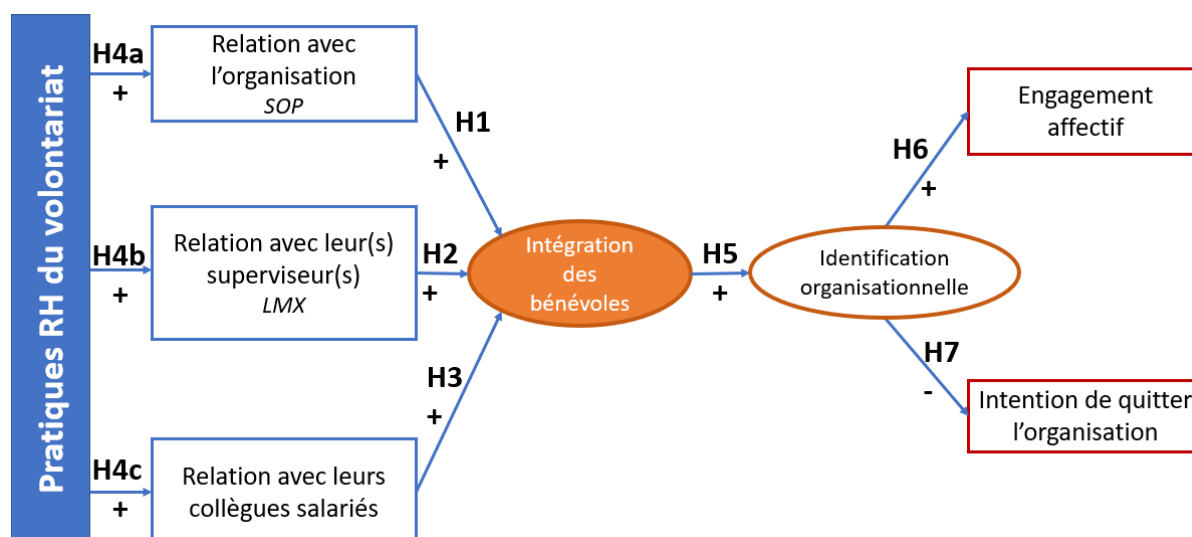 Pratiques RH du volontariat
H4a
+
Relation avec
l'organisation
SOP
H1
+
H4b
+
Relation avec leur(s)
superviseur(s)
LMX
H2
+
H4c
+
Relation avec leurs
collègues salariés
H3
+
Intégration
des
bénévoles
H5
+
Identification
organisationnelle
H6
+
Engagement
affectif
H7
-
Intention de quitter
l'organisation